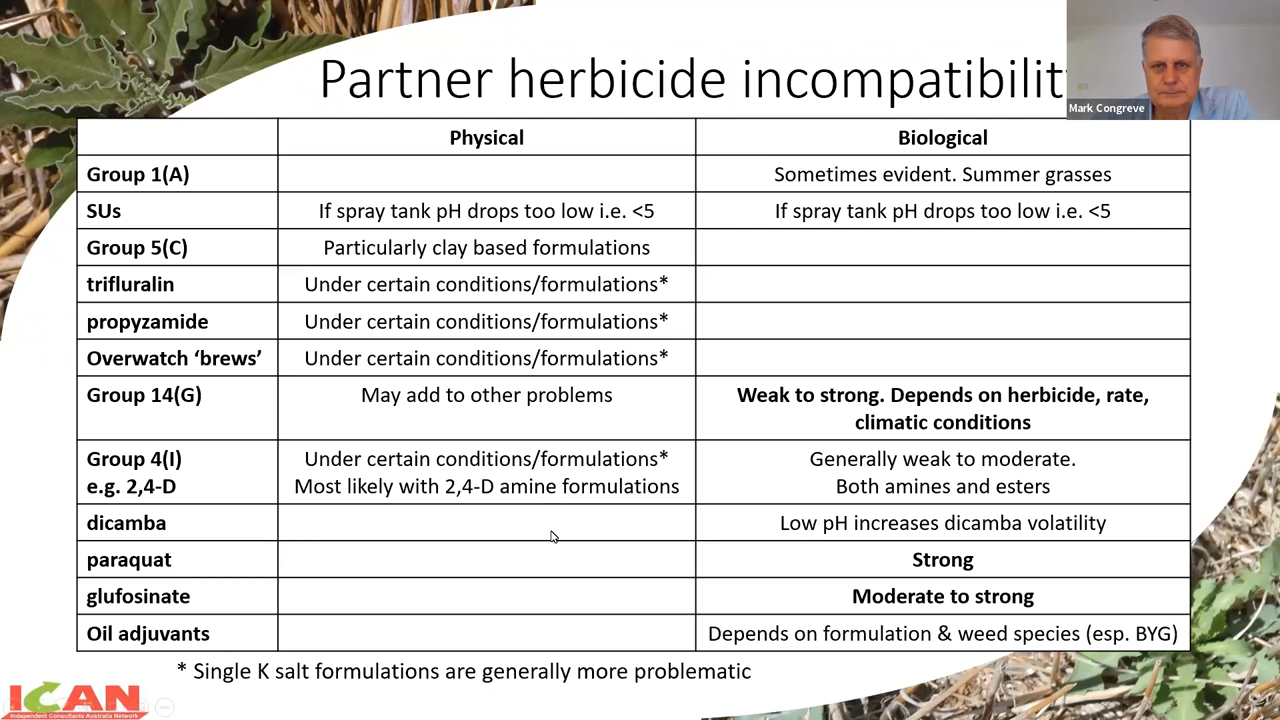 Partner herbicide incompatibilit
Mark Congreve
Physical
Biological
Group 1(A)
Sometimes evident. Summer grasses
SUs
If spray tank pH drops too low i.e. <5
If spray tank pH drops too low i.e. <5
Group 5(C)
Particularly clay based formulations
trifluralin
Under certain conditions/formulations*
propyzamide
Under certain conditions/formulations*
Overwatch ‘brews’
Under certain conditions/formulations*
Group 14(G)
May add to other problems
Weak to strong. Depends on herbicide, rate,
climatic conditions
Group 4(I)
e.g. 2,4-D
Under certain conditions/formulations*
Most likely with 2,4-D amine formulations
Generally weak to moderate.
Both amines and esters
dicamba
Low pH increases dicamba volatility
paraquat
Strong
glufosinate
Moderate to strong
Oil adjuvants
Depends on formulation & weed species (esp. BYG)
* Single K salt formulations are generally more problematic
ICAN
Independent Consultants Australia Network